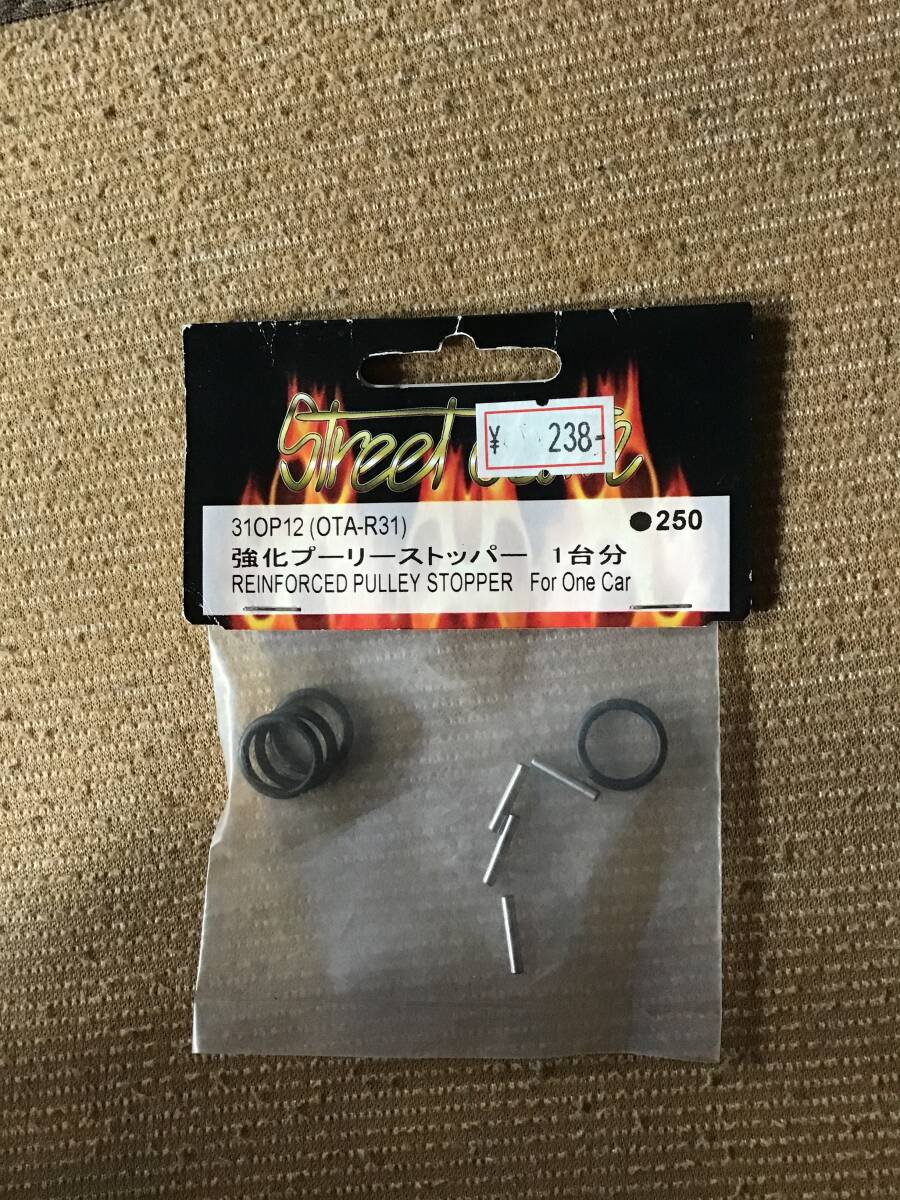 Street
¥ 238-
31OP12 (OTA-R31) ●250
強化プーリーストッパー 1台分
REINFORCED PULLEY STOPPER For One Car